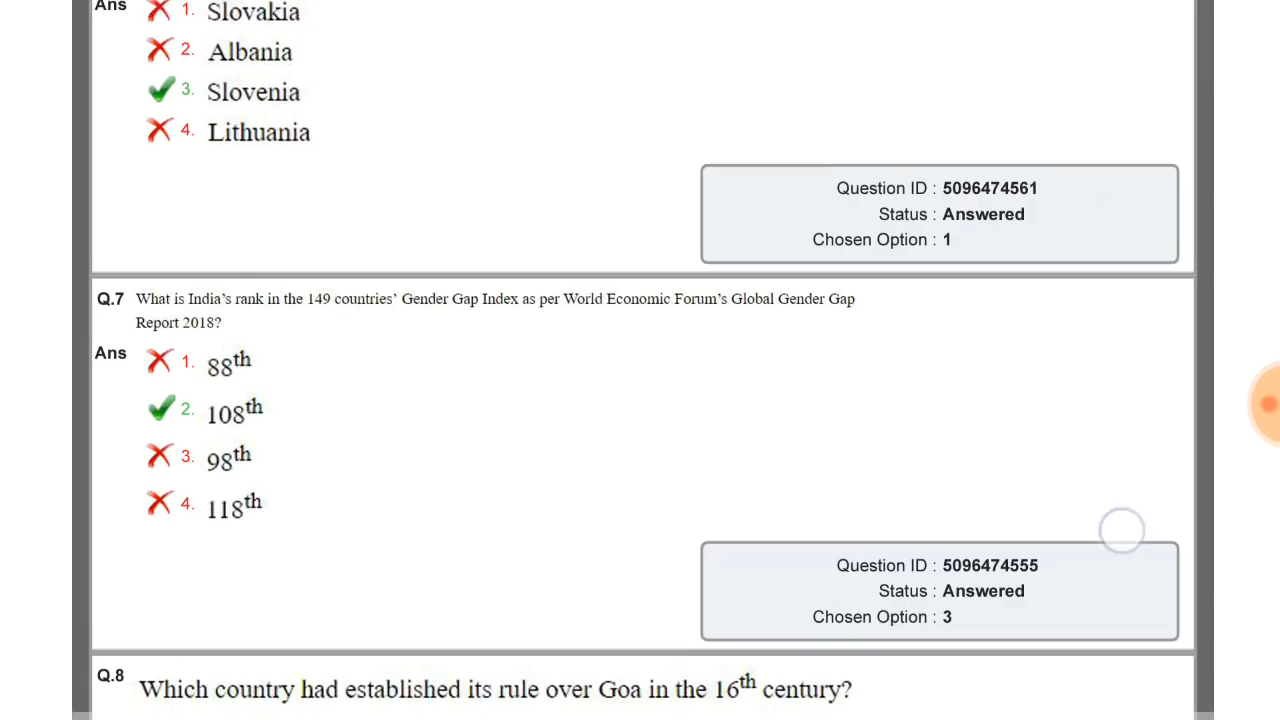 Ans 1. Slovakia
2. Albania
3. Slovenia
4. Lithuania
Question ID : 5096474561
Status : Answered
Chosen Option : 1
Q.7 What is India’s rank in the 149 countries’ Gender Gap Index as per World Economic Forum’s Global Gender Gap
Report 2018?
Ans 1. 88th
2. 108th
3. 98th
4. 118th
Question ID : 5096474555
Status : Answered
Chosen Option : 3
Q.8 Which country had established its rule over Goa in the 16th century?